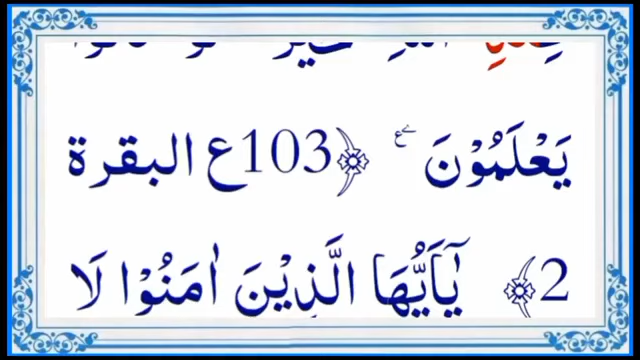 یَعْلَمُوْنَ ۧ ﴿103ع البقرة
2﴾ یٰۤاَیُّهَا الَّذِیْنَ اٰمَنُوْا لَا